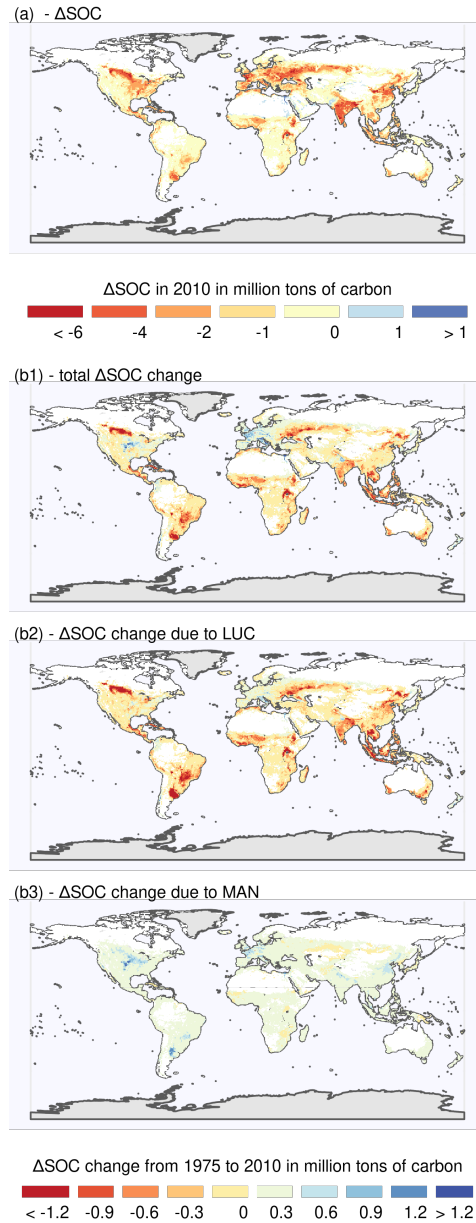 (a) - ΔSOC
ΔSOC in 2010 in million tons of carbon
< -6 -4 -2 -1 0 1 > 1
(b1) - total ΔSOC change
(b2) - ΔSOC change due to LUC
(b3) - ΔSOC change due to MAN
ΔSOC change from 1975 to 2010 in million tons of carbon
< -1.2 -0.9 -0.6 -0.3 0 0.3 0.6 0.9 1.2 > 1.2